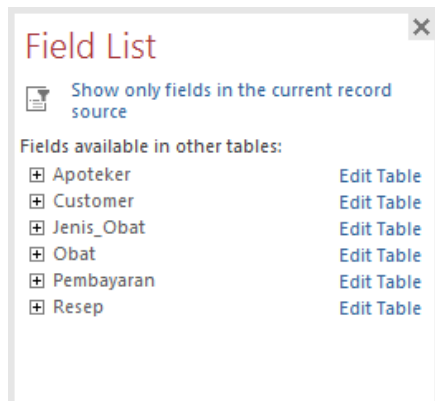 Field List
Show only fields in the current record
source
Fields available in other tables:
Apoteker Edit Table
Customer Edit Table
Jenis_Obat Edit Table
Obat Edit Table
Pembayaran Edit Table
Resep Edit Table